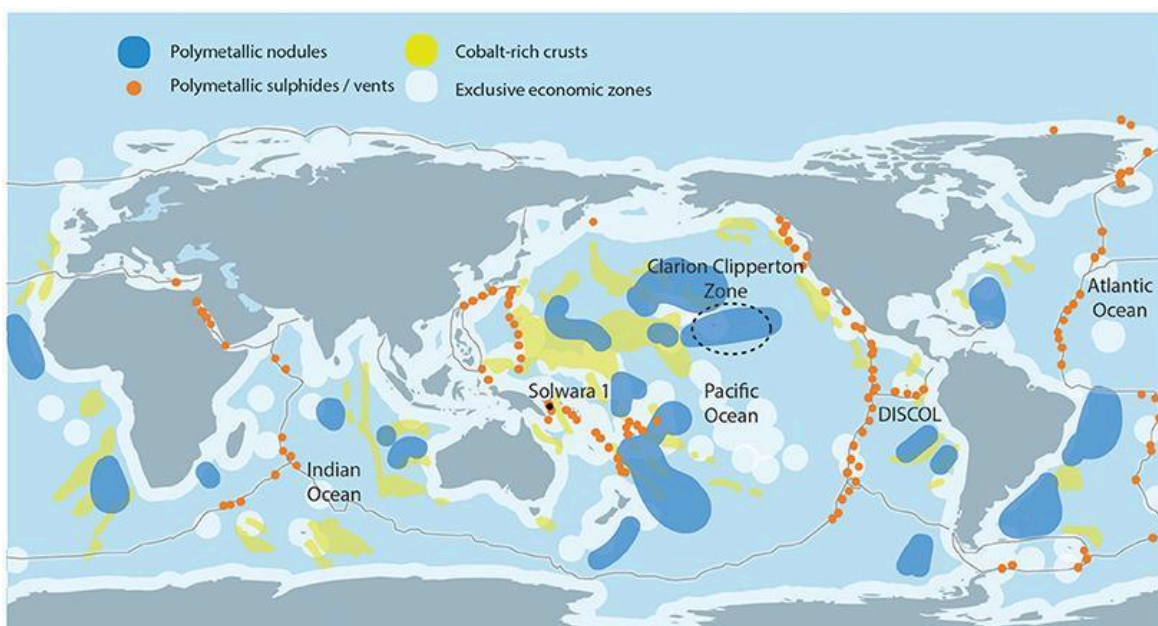 Polymetallic nodules
Cobalt-rich crusts
Polymetallic sulphides / vents
Exclusive economic zones
Clarion Clipperton
Zone
Atlantic
Ocean
Solwara 1
Pacific
Ocean
DISCOL
Indian
Ocean